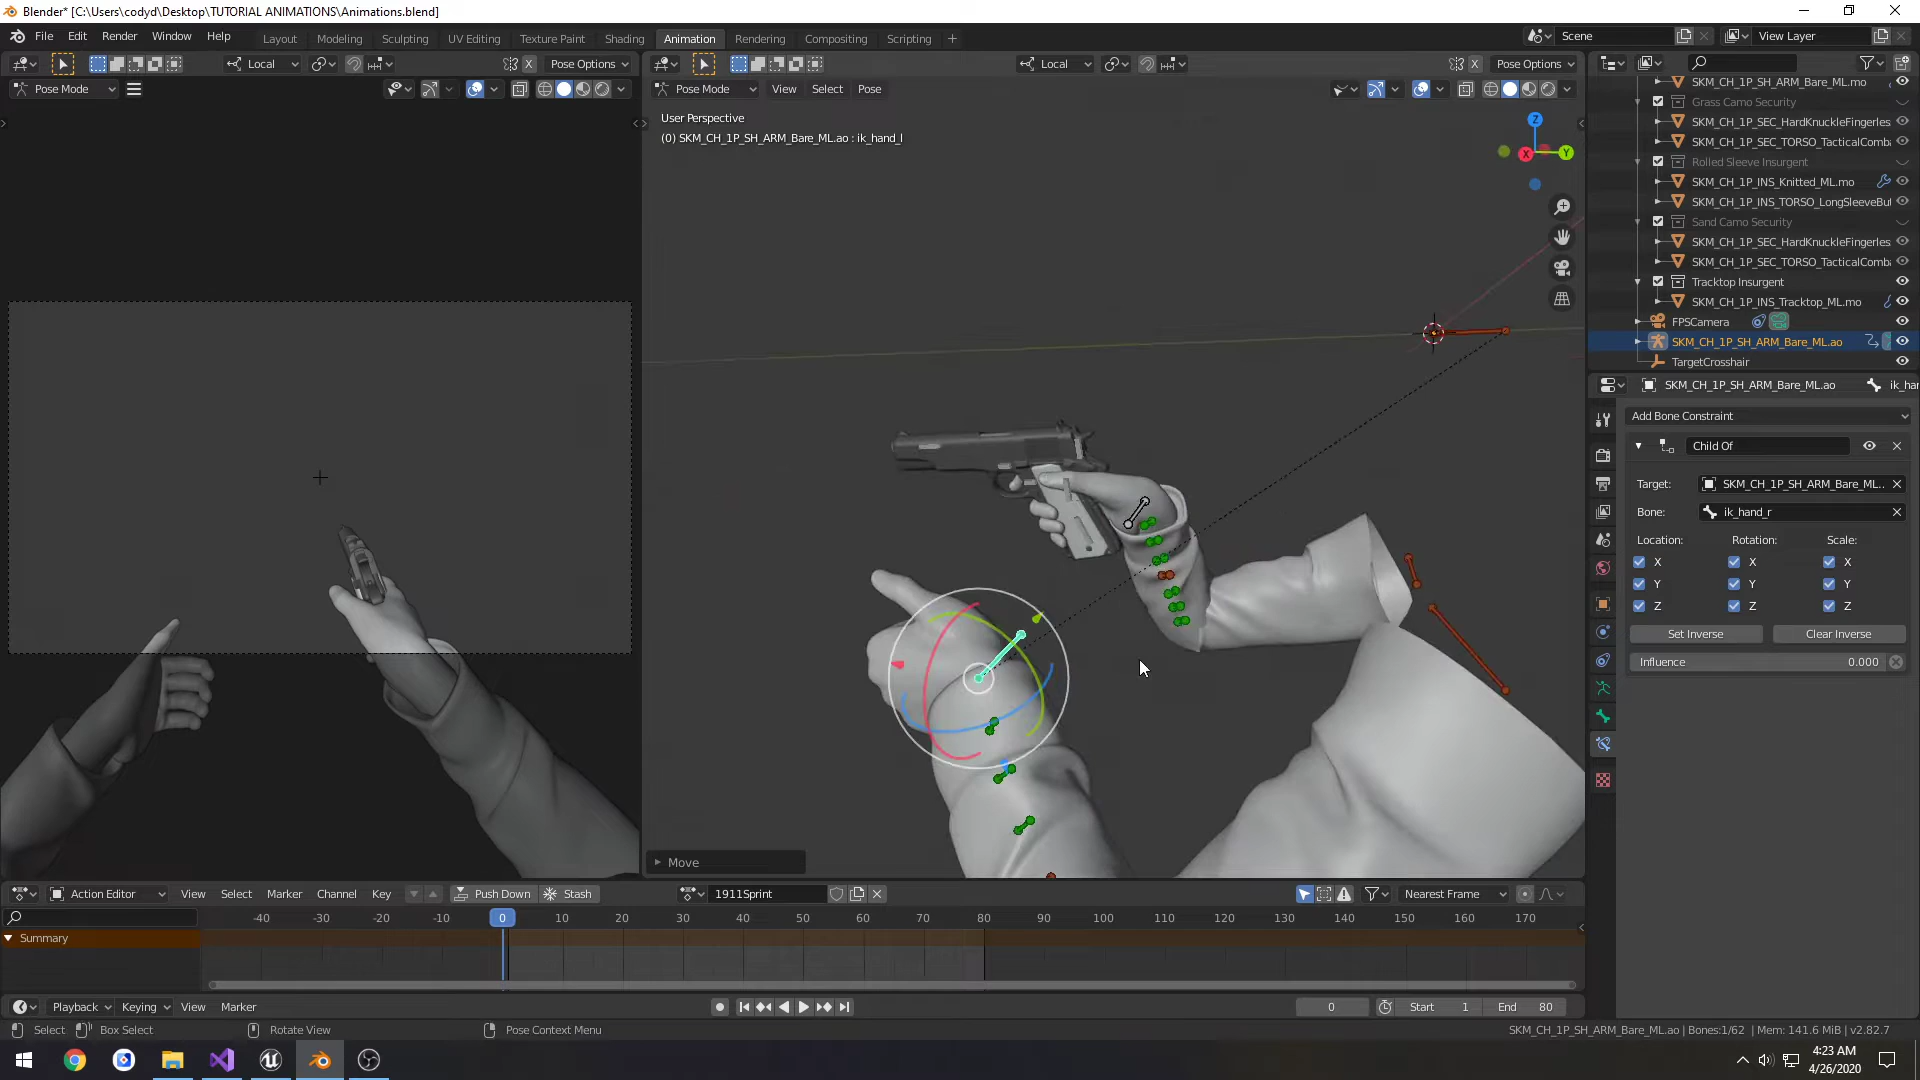 Blender* [C:\Users\codyd\Desktop\TUTORIAL ANIMATIONS\Animations.blend]
File Edit Render Window Help
Layout Modeling Sculpting UV Editing Texture Paint Shading Animation Rendering Compositing Scripting +
Scene
View Layer
Local
Pose Options
Local
X
Pose Options
Pose Mode
Pose Mode
View Select Pose
User Perspective
(0) SKM_CH_1P_SH_ARM_Bare_ML.ao : ik_hand_l
Z
X
Y
SKM_CH_1P_SH_ARM_Bare_ML.mo
Grass Camo Security
SKM_CH_1P_SEC_HardKnuckleFingerles
SKM_CH_1P_SEC_TORSO_TacticalComba
Rolled Sleeve Insurgent
SKM_CH_1P_INS_Knitted_ML.mo
SKM_CH_1P_INS_TORSO_LongSleeveBut
Sand Camo Security
SKM_CH_1P_SEC_HardKnuckleFingerles
SKM_CH_1P_SEC_TORSO_TacticalComba
Tracktop Insurgent
SKM_CH_1P_INS_Tracktop_ML.mo
FPSCamera
SKM_CH_1P_SH_ARM_Bare_ML.ao
TargetCrosshair
SKM_CH_1P_SH_ARM_Bare_ML.ao ik_har
Add Bone Constraint
Child Of
Target: SKM_CH_1P_SH_ARM_Bare_ML..
Bone: ik_hand_r
Location: Rotation: Scale:
X X X
Y Y Y
Z Z Z
Set Inverse Clear Inverse
Influence 0.000
Move
Action Editor View Select Marker Channel Key Push Down Stash 1911Sprint Nearest Frame
-40 -30 -20 -10 0 10 20 30 40 50 60 70 80 90 100 110 120 130 140 150 160 170
Summary
Playback Keying View Marker 0 Start 1 End 80
Select Box Select Rotate View Pose Context Menu
SKM_CH_1P_SH_ARM_Bare_ML.ao | Bones:1/62 | Mem: 141.6 MiB | v2.82.7
4:23 AM
4/26/2020